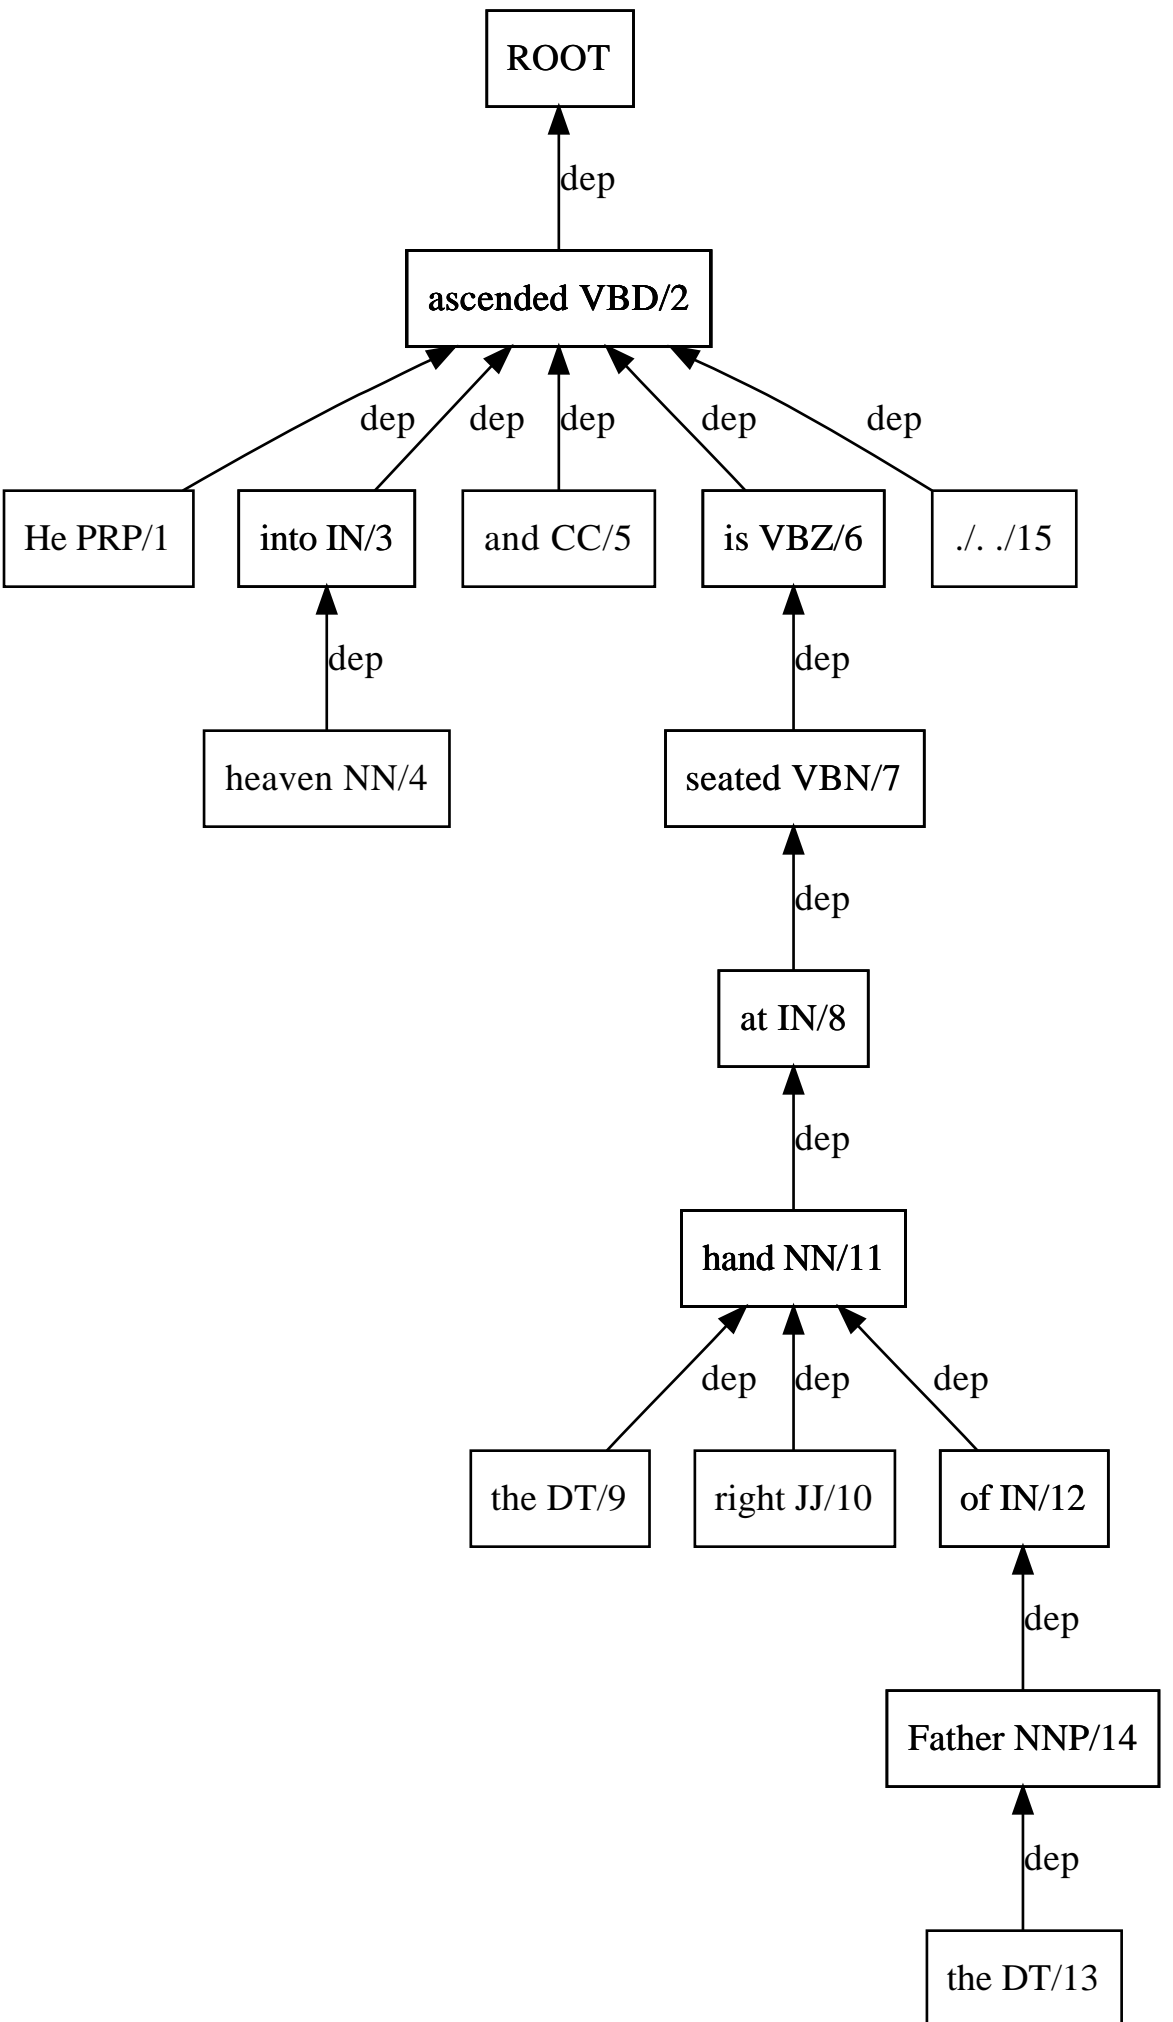 ROOT
dep
ascended VBD/2
dep dep dep dep dep
He PRP/1 into IN/3 and CC/5 is VBZ/6 ./. ./15
dep dep
heaven NN/4 seated VBN/7
dep
at IN/8
dep
hand NN/11
dep dep dep
the DT/9 right JJ/10 of IN/12
dep
Father NNP/14
dep
the DT/13